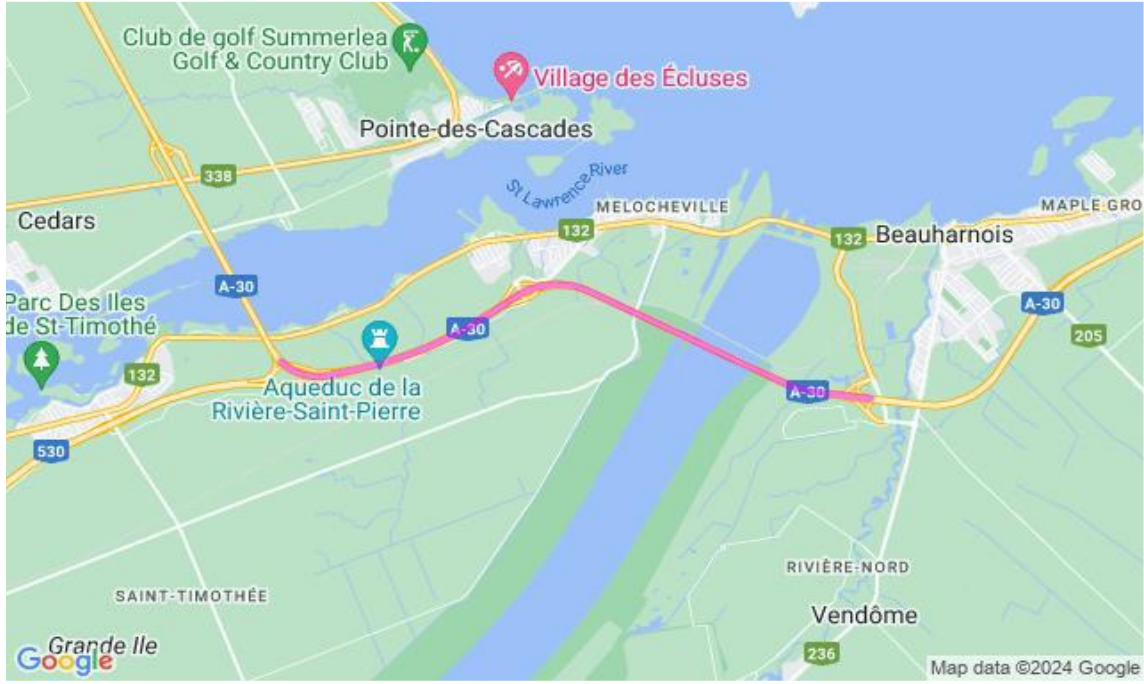 Club de golf Summerlea
Golf & Country Club
Village des Écluses
Pointe-des-Cascades
338
St Lawrence River
MELOCHEVILLE
MAPLE GRO
Cedars
132
132
Beauharnois
A-30
Parc Des Iles
de St-Timothé
A-30
A-30
205
132
Aqueduc de la
Rivière-Saint-Pierre
A-30
530
RIVIÈRE-NORD
SAINT-TIMOTHÉE
Vendôme
Grande Ile
Google
236
Map data ©2024 Google